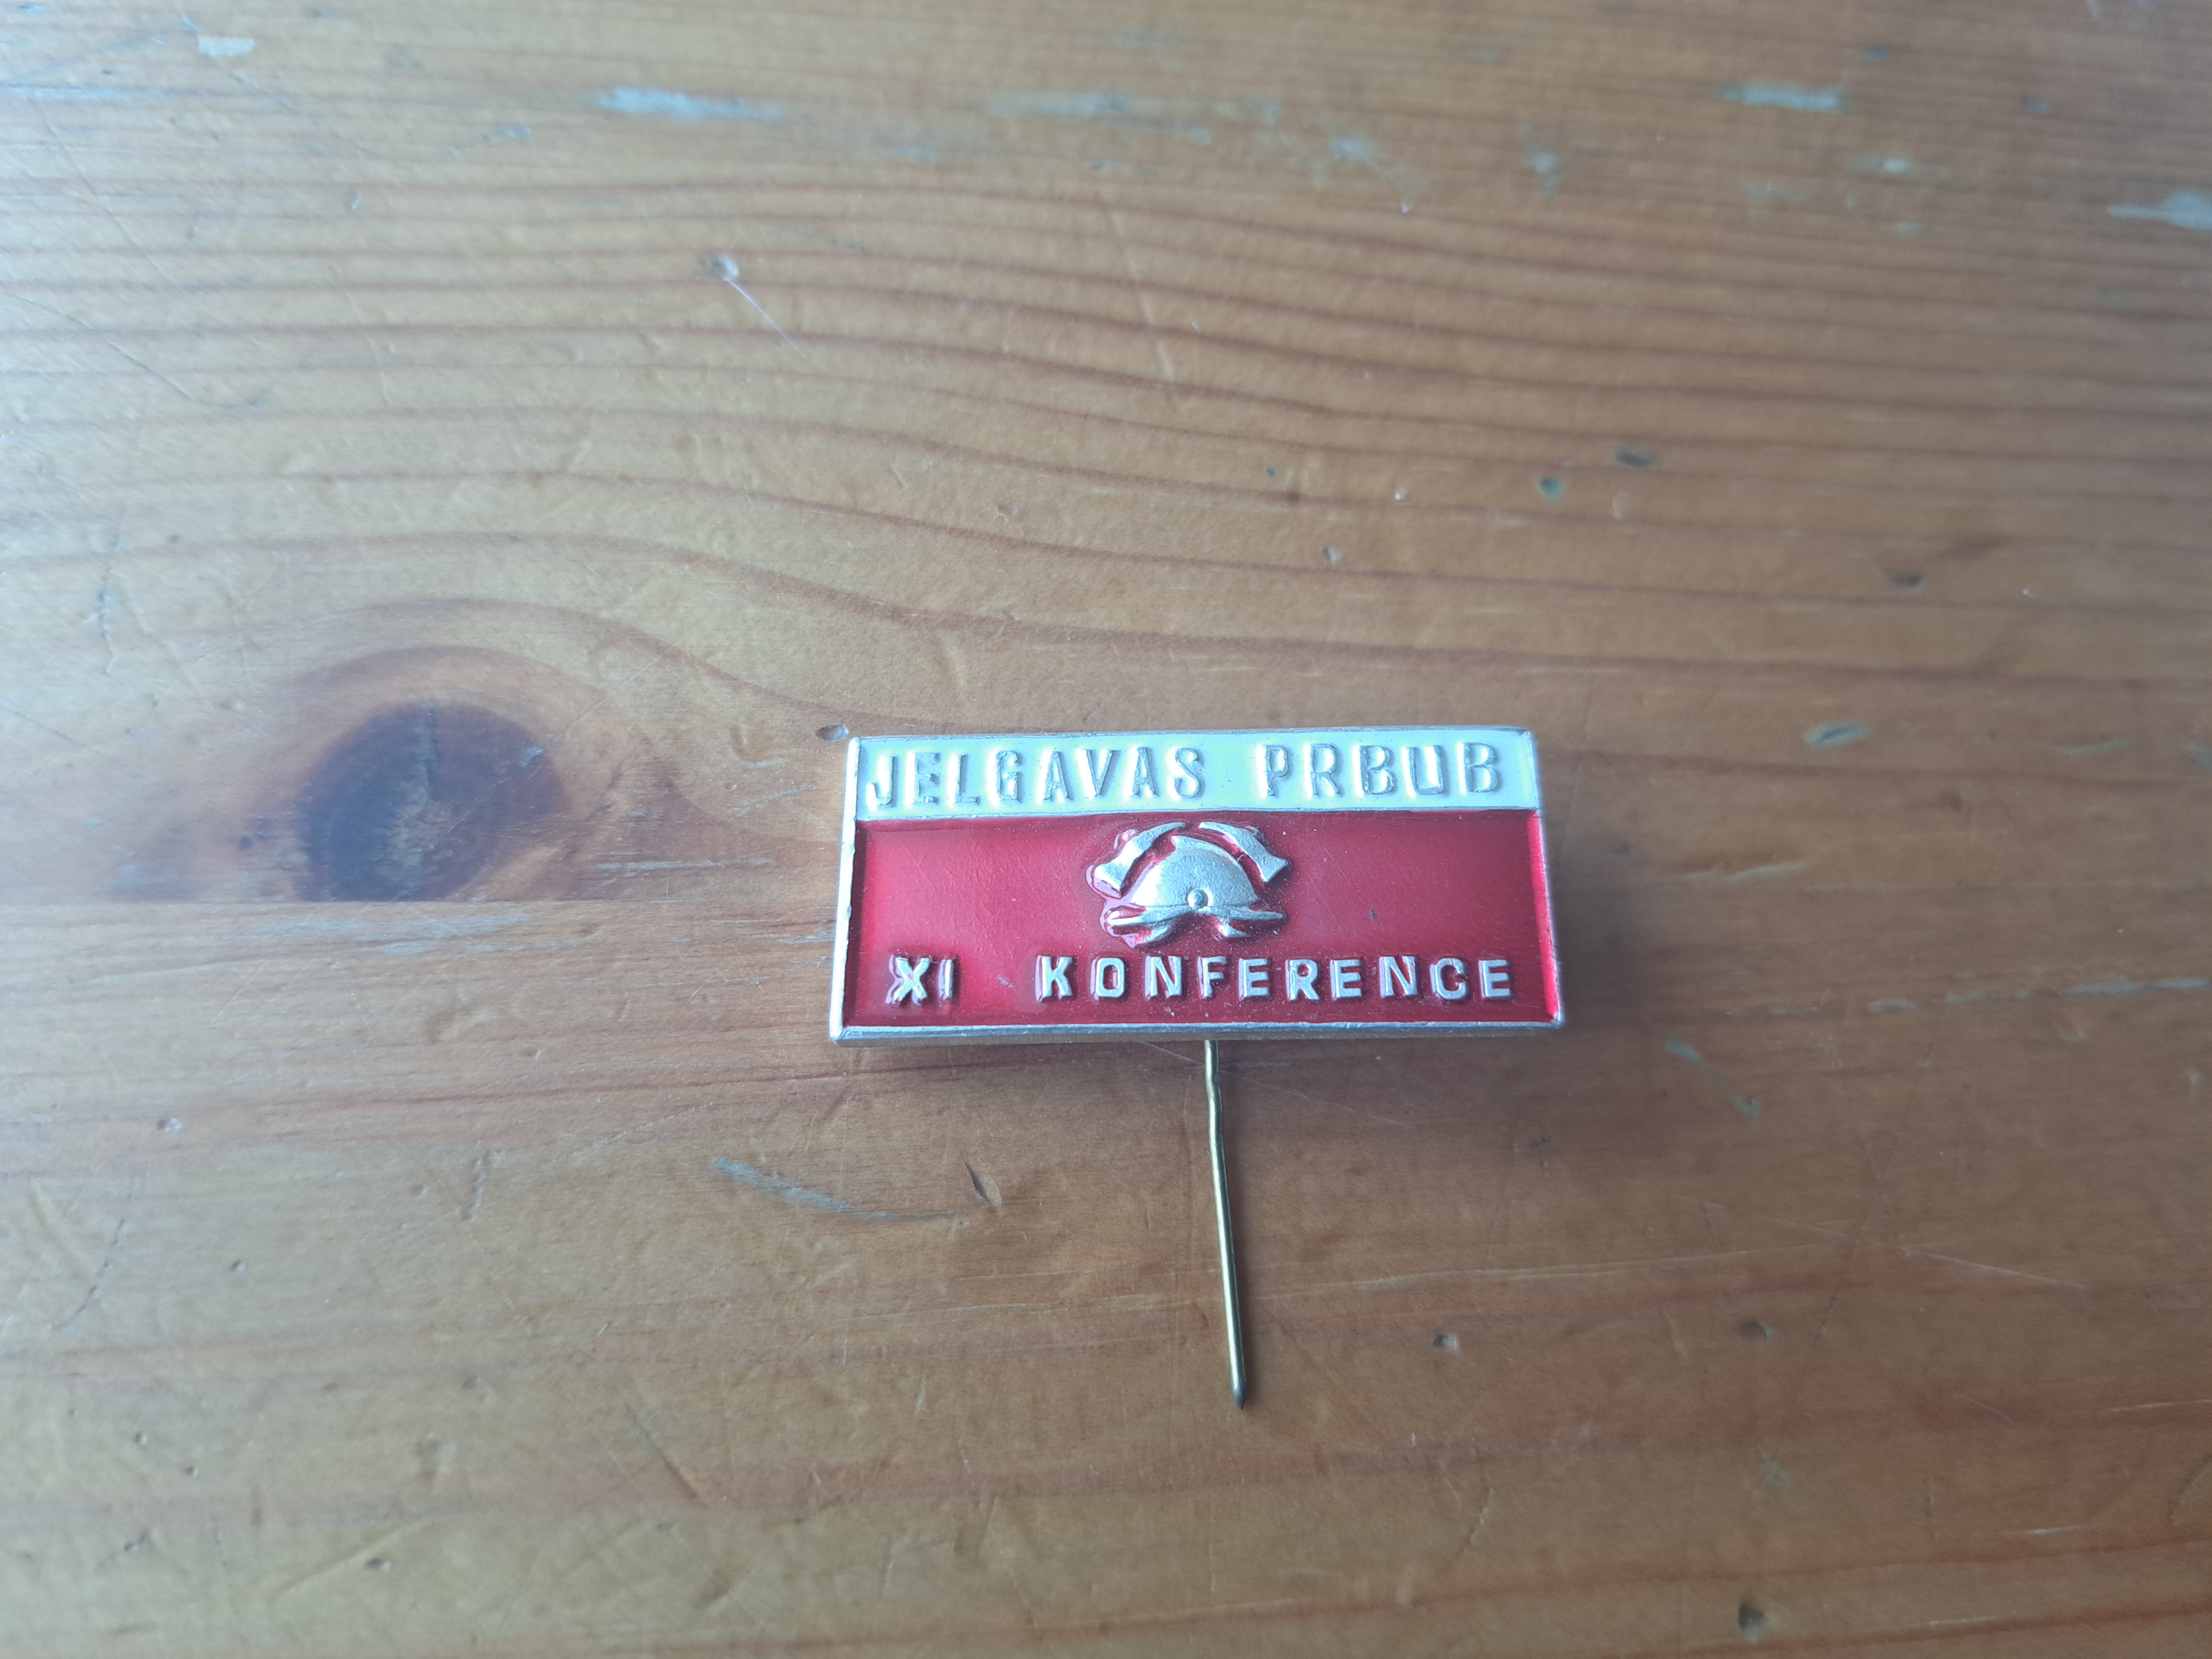 JELGAVAS PRBUB
XI KONFERENCE